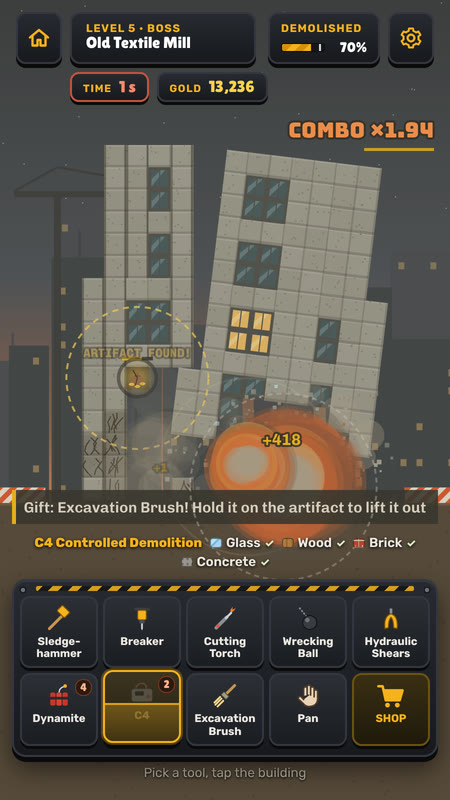 LEVEL 5 • BOSS
Old Textile Mill
DEMOLISHED
70%
TIME 1 s
GOLD 13,236
COMBO ×1.94
ARTIFACT FOUND!
+418
+1
Gift: Excavation Brush! Hold it on the artifact to lift it out
C4 Controlled Demolition Glass ✓ Wood ✓ Brick ✓
Concrete ✓
Sledge-
hammer
Breaker
Cutting
Torch
Wrecking
Ball
Hydraulic
Shears
4
Dynamite
2
C4
Excavation
Brush
Pan
SHOP
Pick a tool, tap the building